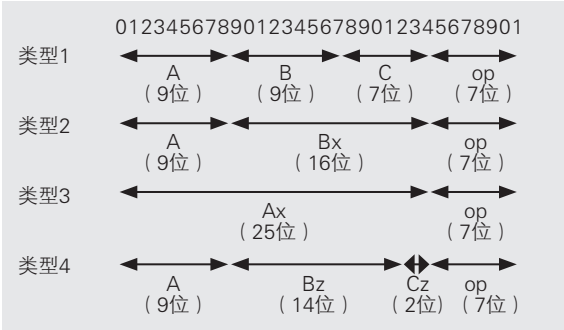 01234567890123456789012345678901
类型1
A B C op
（9位） （9位） （7位） （7位）
类型2
A Bx op
（9位） （16位） （7位）
类型3
Ax op
（25位） （7位）
类型4
A Bz Cz op
（9位） （14位） （2位） （7位）